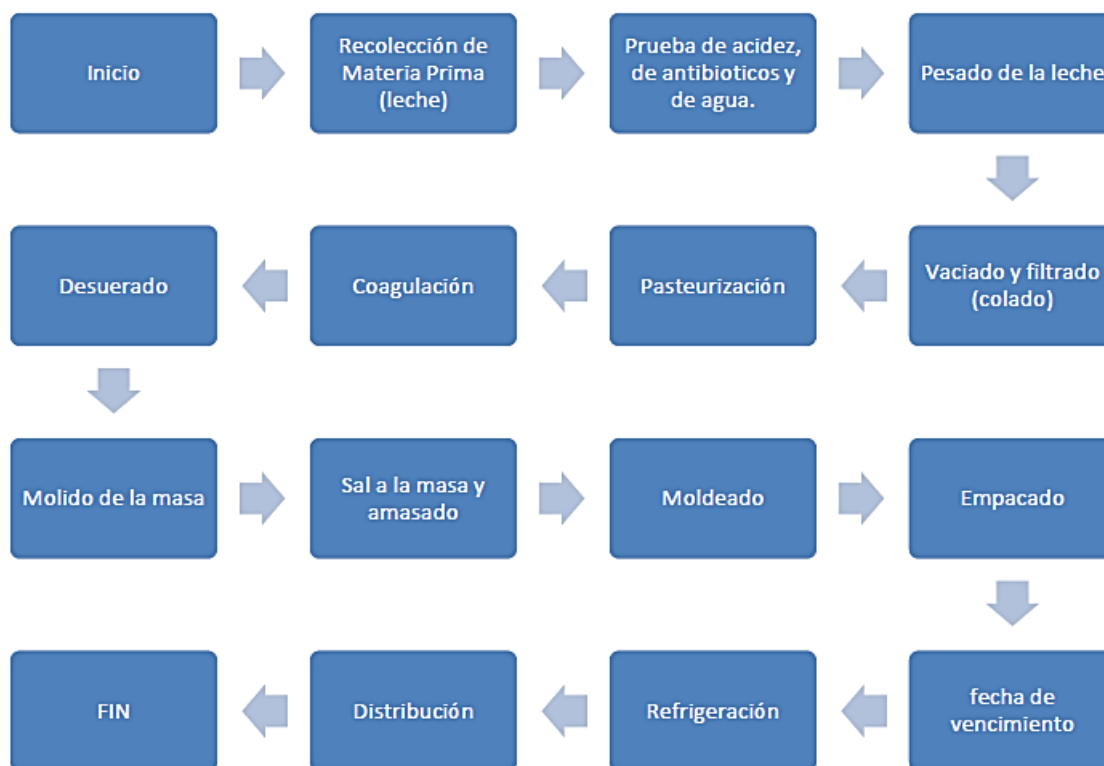 Inicio
Recolección de
Materia Prima
(leche)
Prueba de acidez,
de antibioticos y
de agua.
Pesado de la leche
Vaciado y filtrado
(colado)
Pasteurización
Coagulación
Desuerado
Molido de la masa
Sal a la masa y
amasado
Moldeado
Empacado
fecha de
vencimiento
Refrigeración
Distribución
FIN